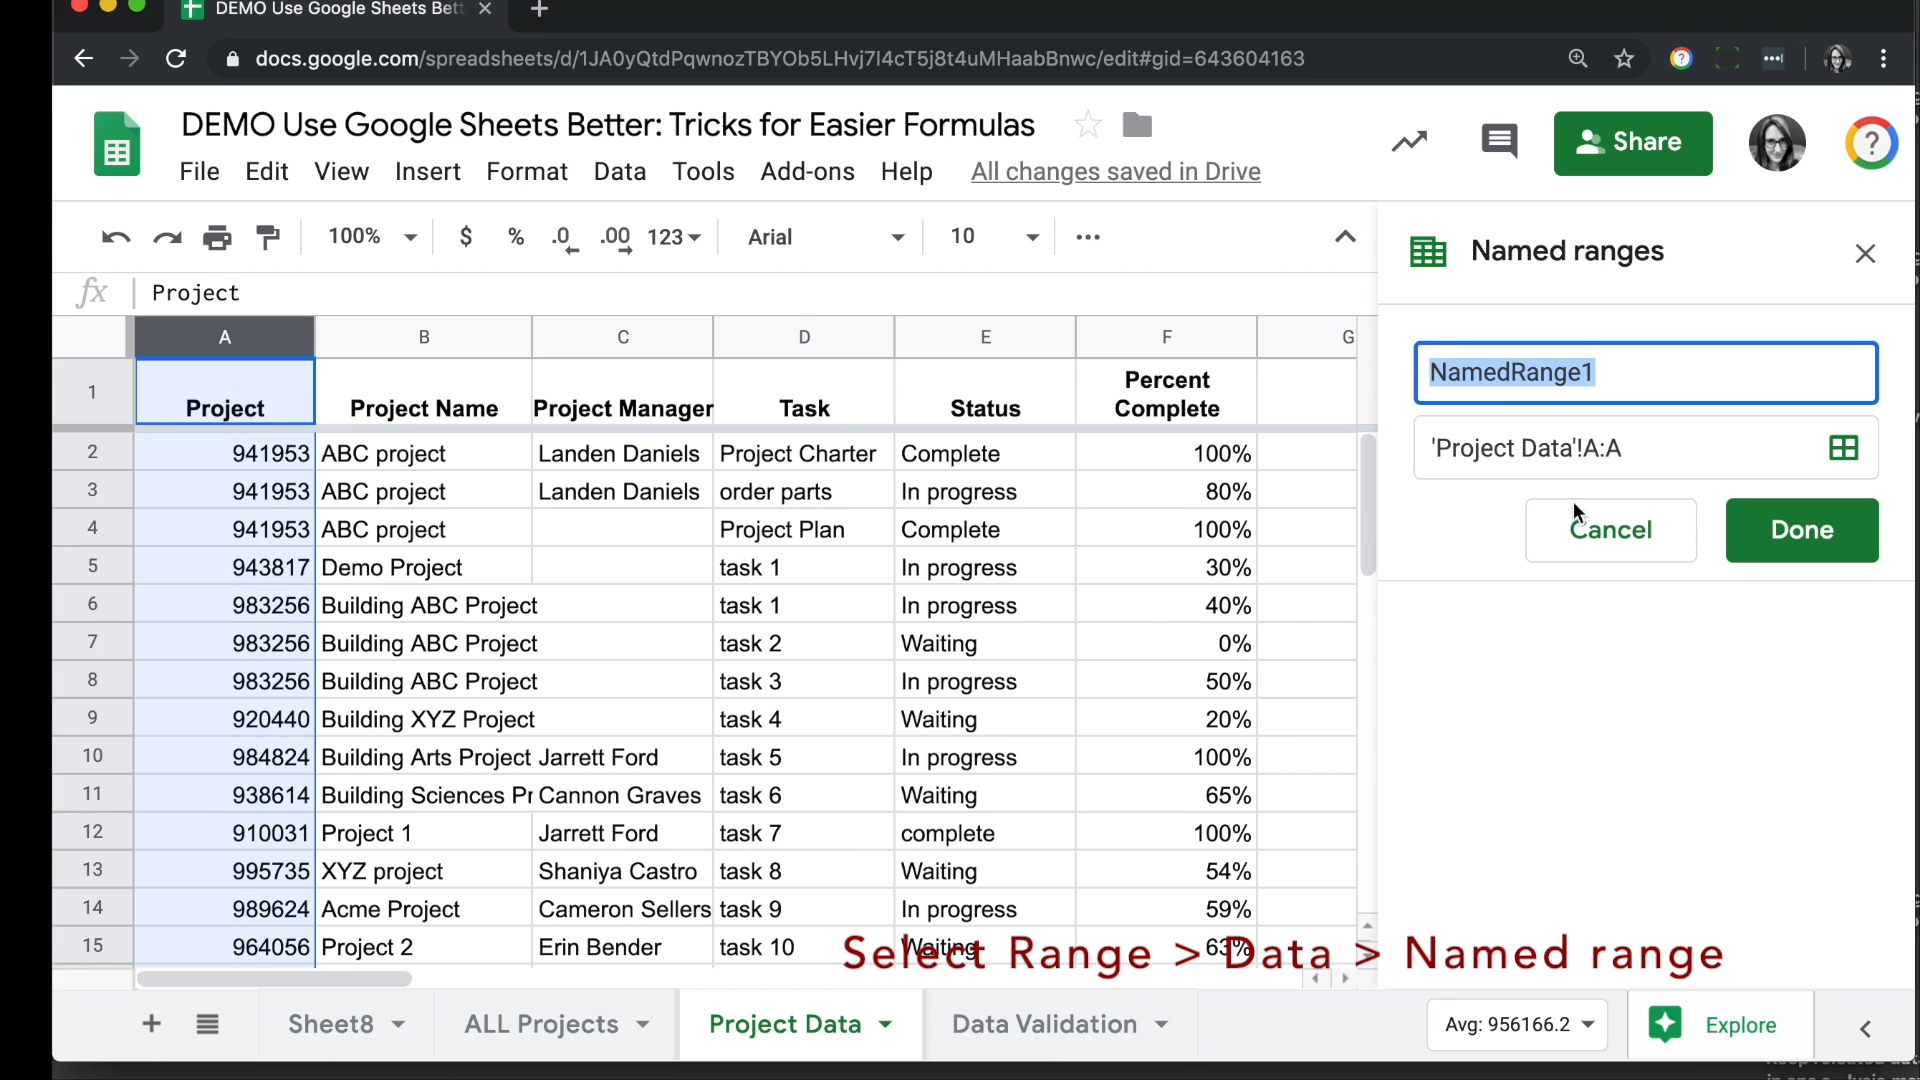 DEMO Use Google Sheets Bett
docs.google.com/spreadsheets/d/1JA0yQtdPqwnozTBYOb5LHvj7l4cT5j8t4uMHaabBnwc/edit#gid=643604163
DEMO Use Google Sheets Better: Tricks for Easier Formulas
Share
File Edit View Insert Format Data Tools Add-ons Help All changes saved in Drive
100% $ % .0 .00 123 Arial 10
Named ranges
fx Project
A B C D E F G
NamedRange1
'Project Data'!A:A
Cancel Done
1 Project Project Name Project Manager Task Status Percent Complete
2 941953 ABC project Landen Daniels Project Charter Complete 100%
3 941953 ABC project Landen Daniels order parts In progress 80%
4 941953 ABC project Project Plan Complete 100%
5 943817 Demo Project task 1 In progress 30%
6 983256 Building ABC Project task 1 In progress 40%
7 983256 Building ABC Project task 2 Waiting 0%
8 983256 Building ABC Project task 3 In progress 50%
9 920440 Building XYZ Project task 4 Waiting 20%
10 984824 Building Arts Project Jarrett Ford task 5 In progress 100%
11 938614 Building Sciences Pr Cannon Graves task 6 Waiting 65%
12 910031 Project 1 Jarrett Ford task 7 complete 100%
13 995735 XYZ project Shaniya Castro task 8 Waiting 54%
14 989624 Acme Project Cameron Sellers task 9 In progress 59%
15 964056 Project 2 Erin Bender task 10 Waiting 63%
Select Range > Data > Named range
+ Sheet8 ALL Projects Project Data Data Validation Avg: 956166.2 Explore